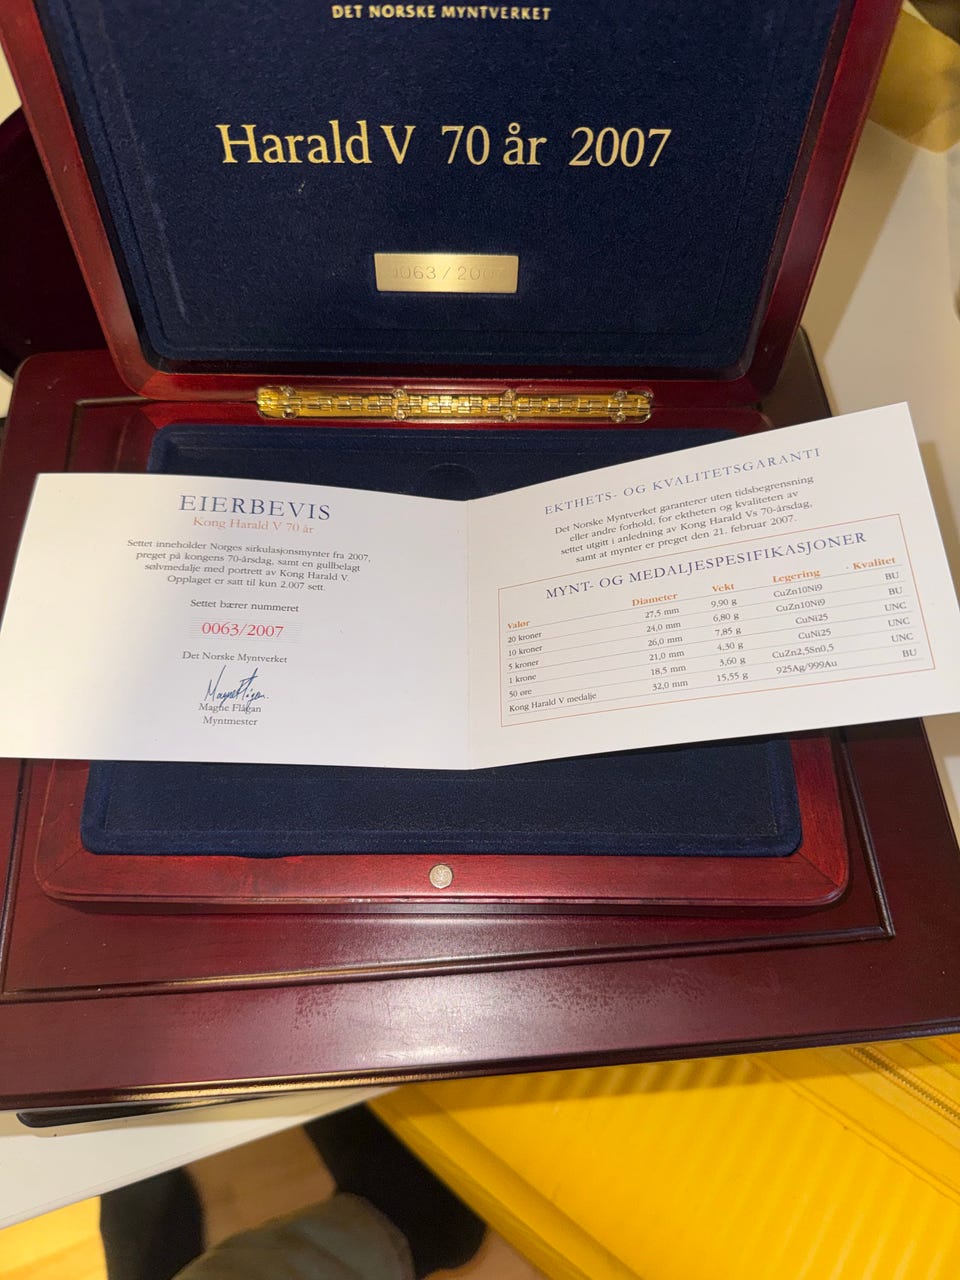 DET NORSKE MYNTVERKET
Harald V 70 år 2007
0063/2007
EIERBEVIS
Kong Harald V 70 år
Settet inneholder Norges sirkulasjonsmynter fra 2007,
preget på kongens 70-årsdag, samt en gullbelagt
sølvmedalje med portrett av Kong Harald V.
Opplaget er satt til kun 2.007 sett.
Settet bærer nummeret
0063/2007
Det Norske Myntverket
Magne Flågan
Myntmester
EKTHETS- OG KVALITETSGARANTI
Det Norske Myntverket garanterer uten tidsbegrensning
eller andre forhold, for ektheten og kvaliteten av
settet utgitt i anledning av Kong Harald Vs 70-årsdag,
samt at mynter er preget den 21. februar 2007.
MYNT- OG MEDALJESPESIFIKASJONER
Valør Diameter Vekt Legering Kvalitet
20 kroner 27,5 mm 9,90 g CuZn10Ni9 BU
10 kroner 24,0 mm 6,80 g CuZn10Ni9 BU
5 kroner 26,0 mm 7,85 g CuNi25 UNC
1 krone 21,0 mm 4,30 g CuNi25 UNC
50 øre 18,5 mm 3,60 g CuZn2,5Sn0,5 UNC
Kong Harald V medalje 32,0 mm 15,55 g 925Ag/999Au BU